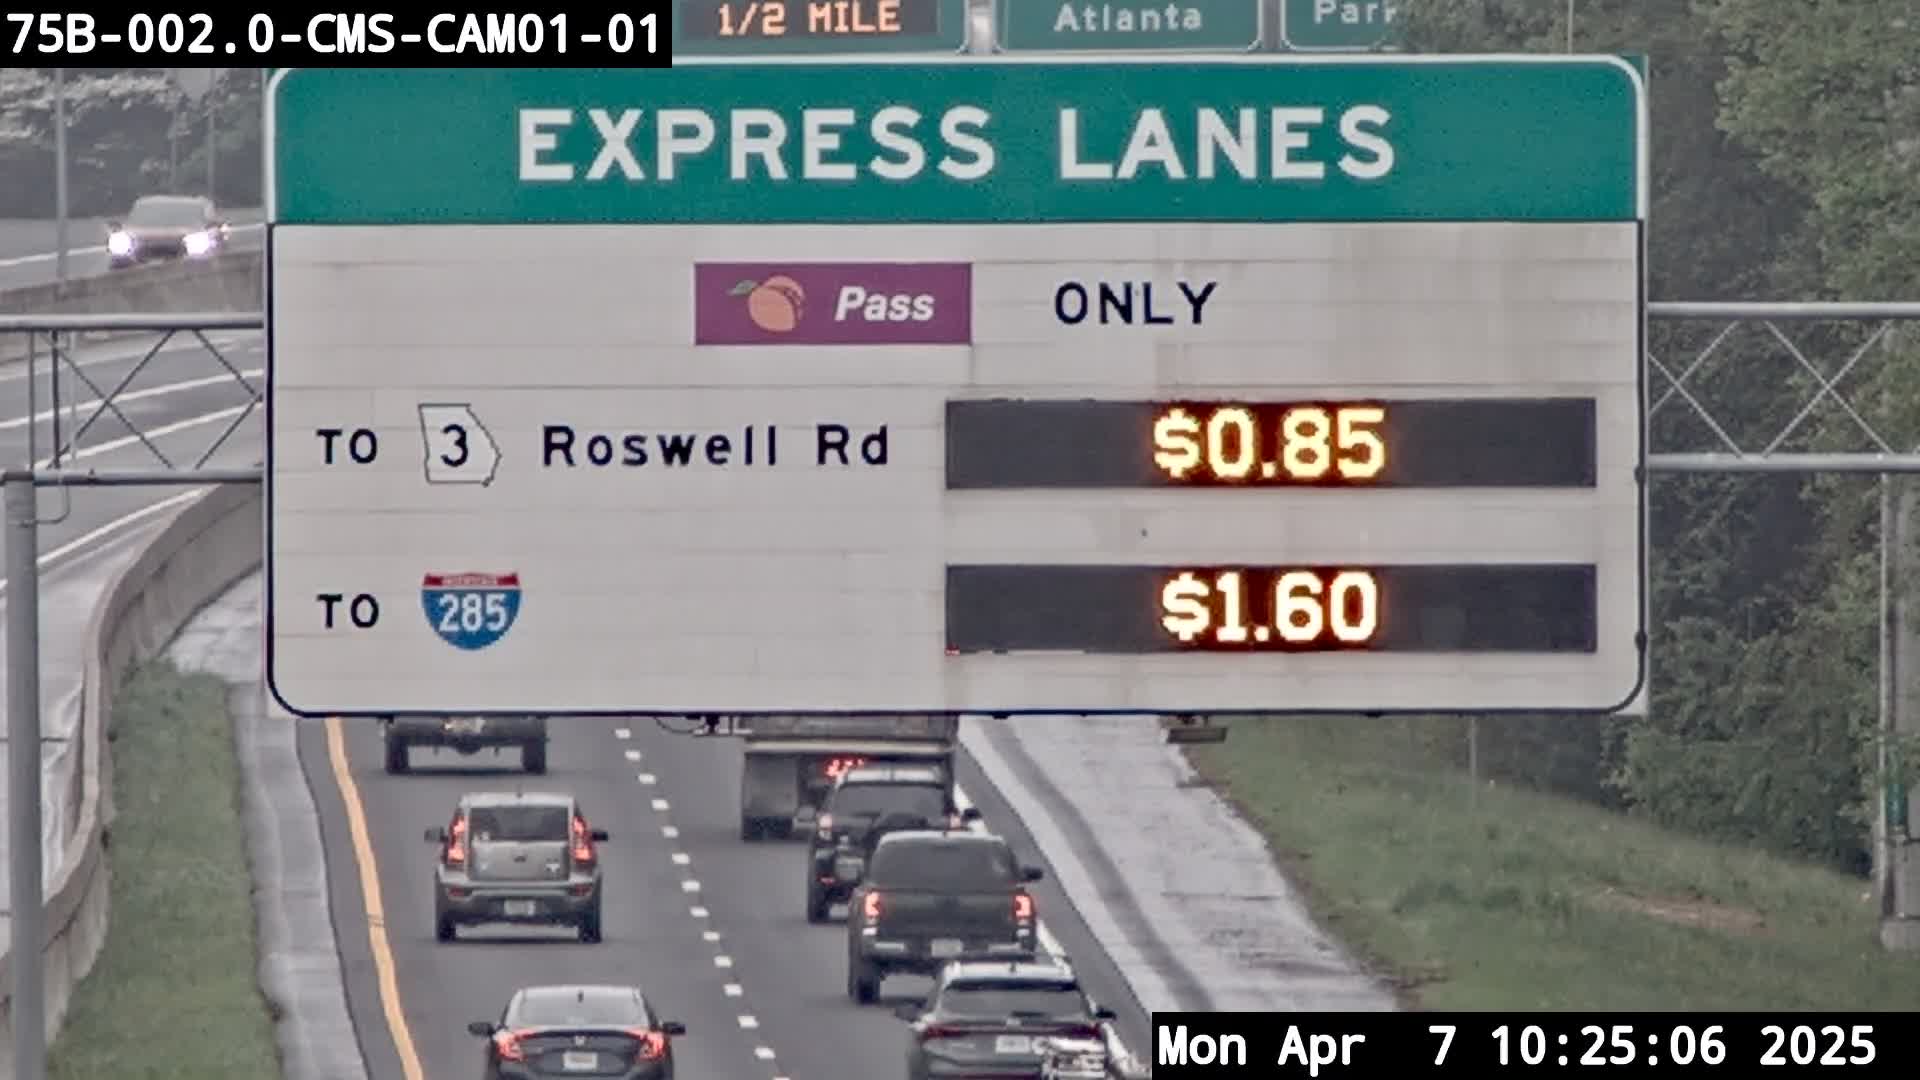 75B-002.0-CMS-CAM01-01
1/2 MILE
Atlanta
EXPRESS LANES
Pass ONLY
TO 3 Roswell Rd $0.85
TO 285 $1.60
Mon Apr 7 10:25:06 2025